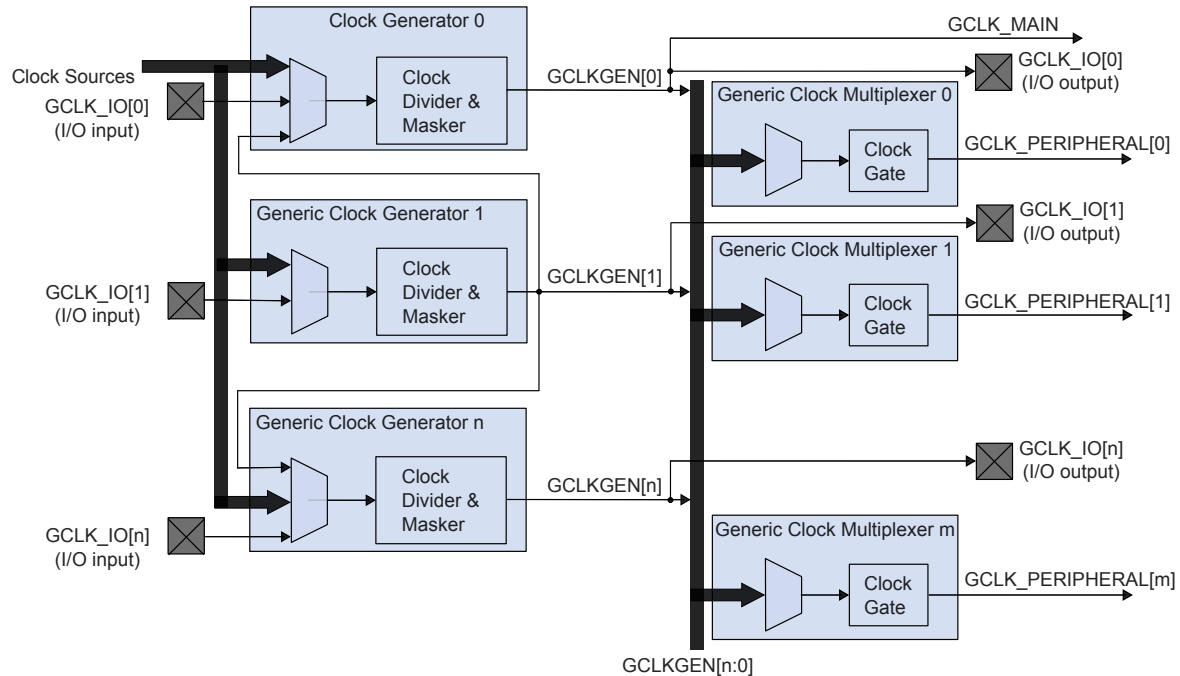 Clock Generator 0
GCLK_MAIN
Clock Sources
GCLK_IO[0]
(I/O input)
Clock
Divider &
Masker
GCLKGEN[0]
GCLK_IO[0]
(I/O output)
Generic Clock Multiplexer 0
Clock
Gate
GCLK_PERIPHERAL[0]
Generic Clock Generator 1
GCLK_IO[1]
(I/O input)
Clock
Divider &
Masker
GCLKGEN[1]
GCLK_IO[1]
(I/O output)
Generic Clock Multiplexer 1
Clock
Gate
GCLK_PERIPHERAL[1]
Generic Clock Generator n
GCLK_IO[n]
(I/O input)
Clock
Divider &
Masker
GCLKGEN[n]
GCLK_IO[n]
(I/O output)
Generic Clock Multiplexer m
Clock
Gate
GCLK_PERIPHERAL[m]
GCLKGEN[n:0]